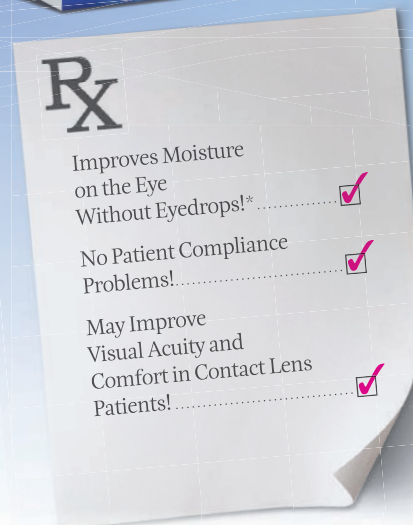 Rx
Improves Moisture
on the Eye
Without Eyedrops!*..............
No Patient Compliance
Problems!..............................
May Improve
Visual Acuity and
Comfort in Contact Lens
Patients!................................